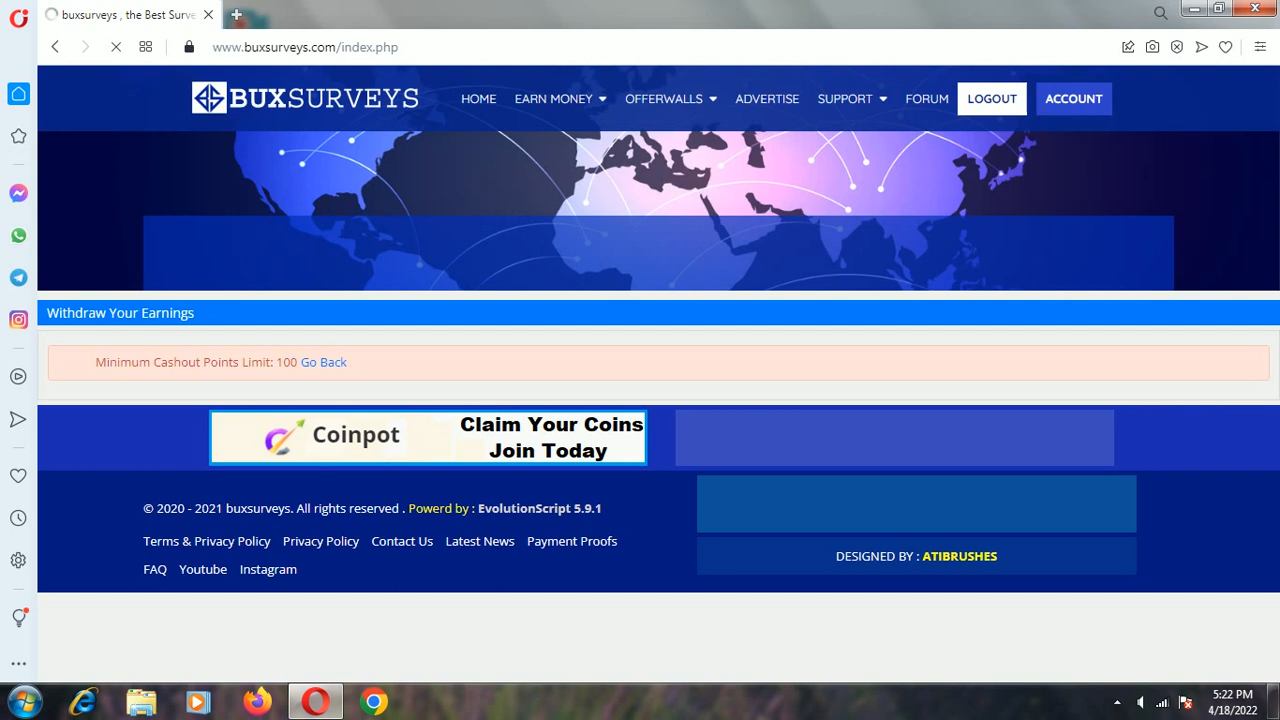 buxsurveys , the Best Surve
www.buxsurveys.com/index.php
BUXSURVEYS
HOME EARN MONEY OFFERWALLS ADVERTISE SUPPORT FORUM LOGOUT ACCOUNT
Withdraw Your Earnings
Minimum Cashout Points Limit: 100 Go Back
Coinpot
Claim Your Coins
Join Today
© 2020 - 2021 buxsurveys. All rights reserved . Powerd by : EvolutionScript 5.9.1
Terms & Privacy Policy Privacy Policy Contact Us Latest News Payment Proofs
FAQ Youtube Instagram
DESIGNED BY : ATIBRUSHES
5:22 PM
4/18/2022